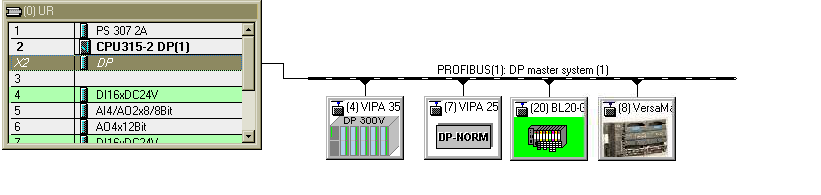 (0) UR
1 PS 307 2A
2 CPU315-2 DP(1)
X2 DP
3
4 DI16xDC24V
5 AI4/AO2x8/8Bit
6 AO4x12Bit
7 DI16xDC24V
PROFIBUS(1): DP master system (1)
(4) VIPA 35
DP 300V
(7) VIPA 25
DP-NORM
(20) BL20-G
(8) VersaMa